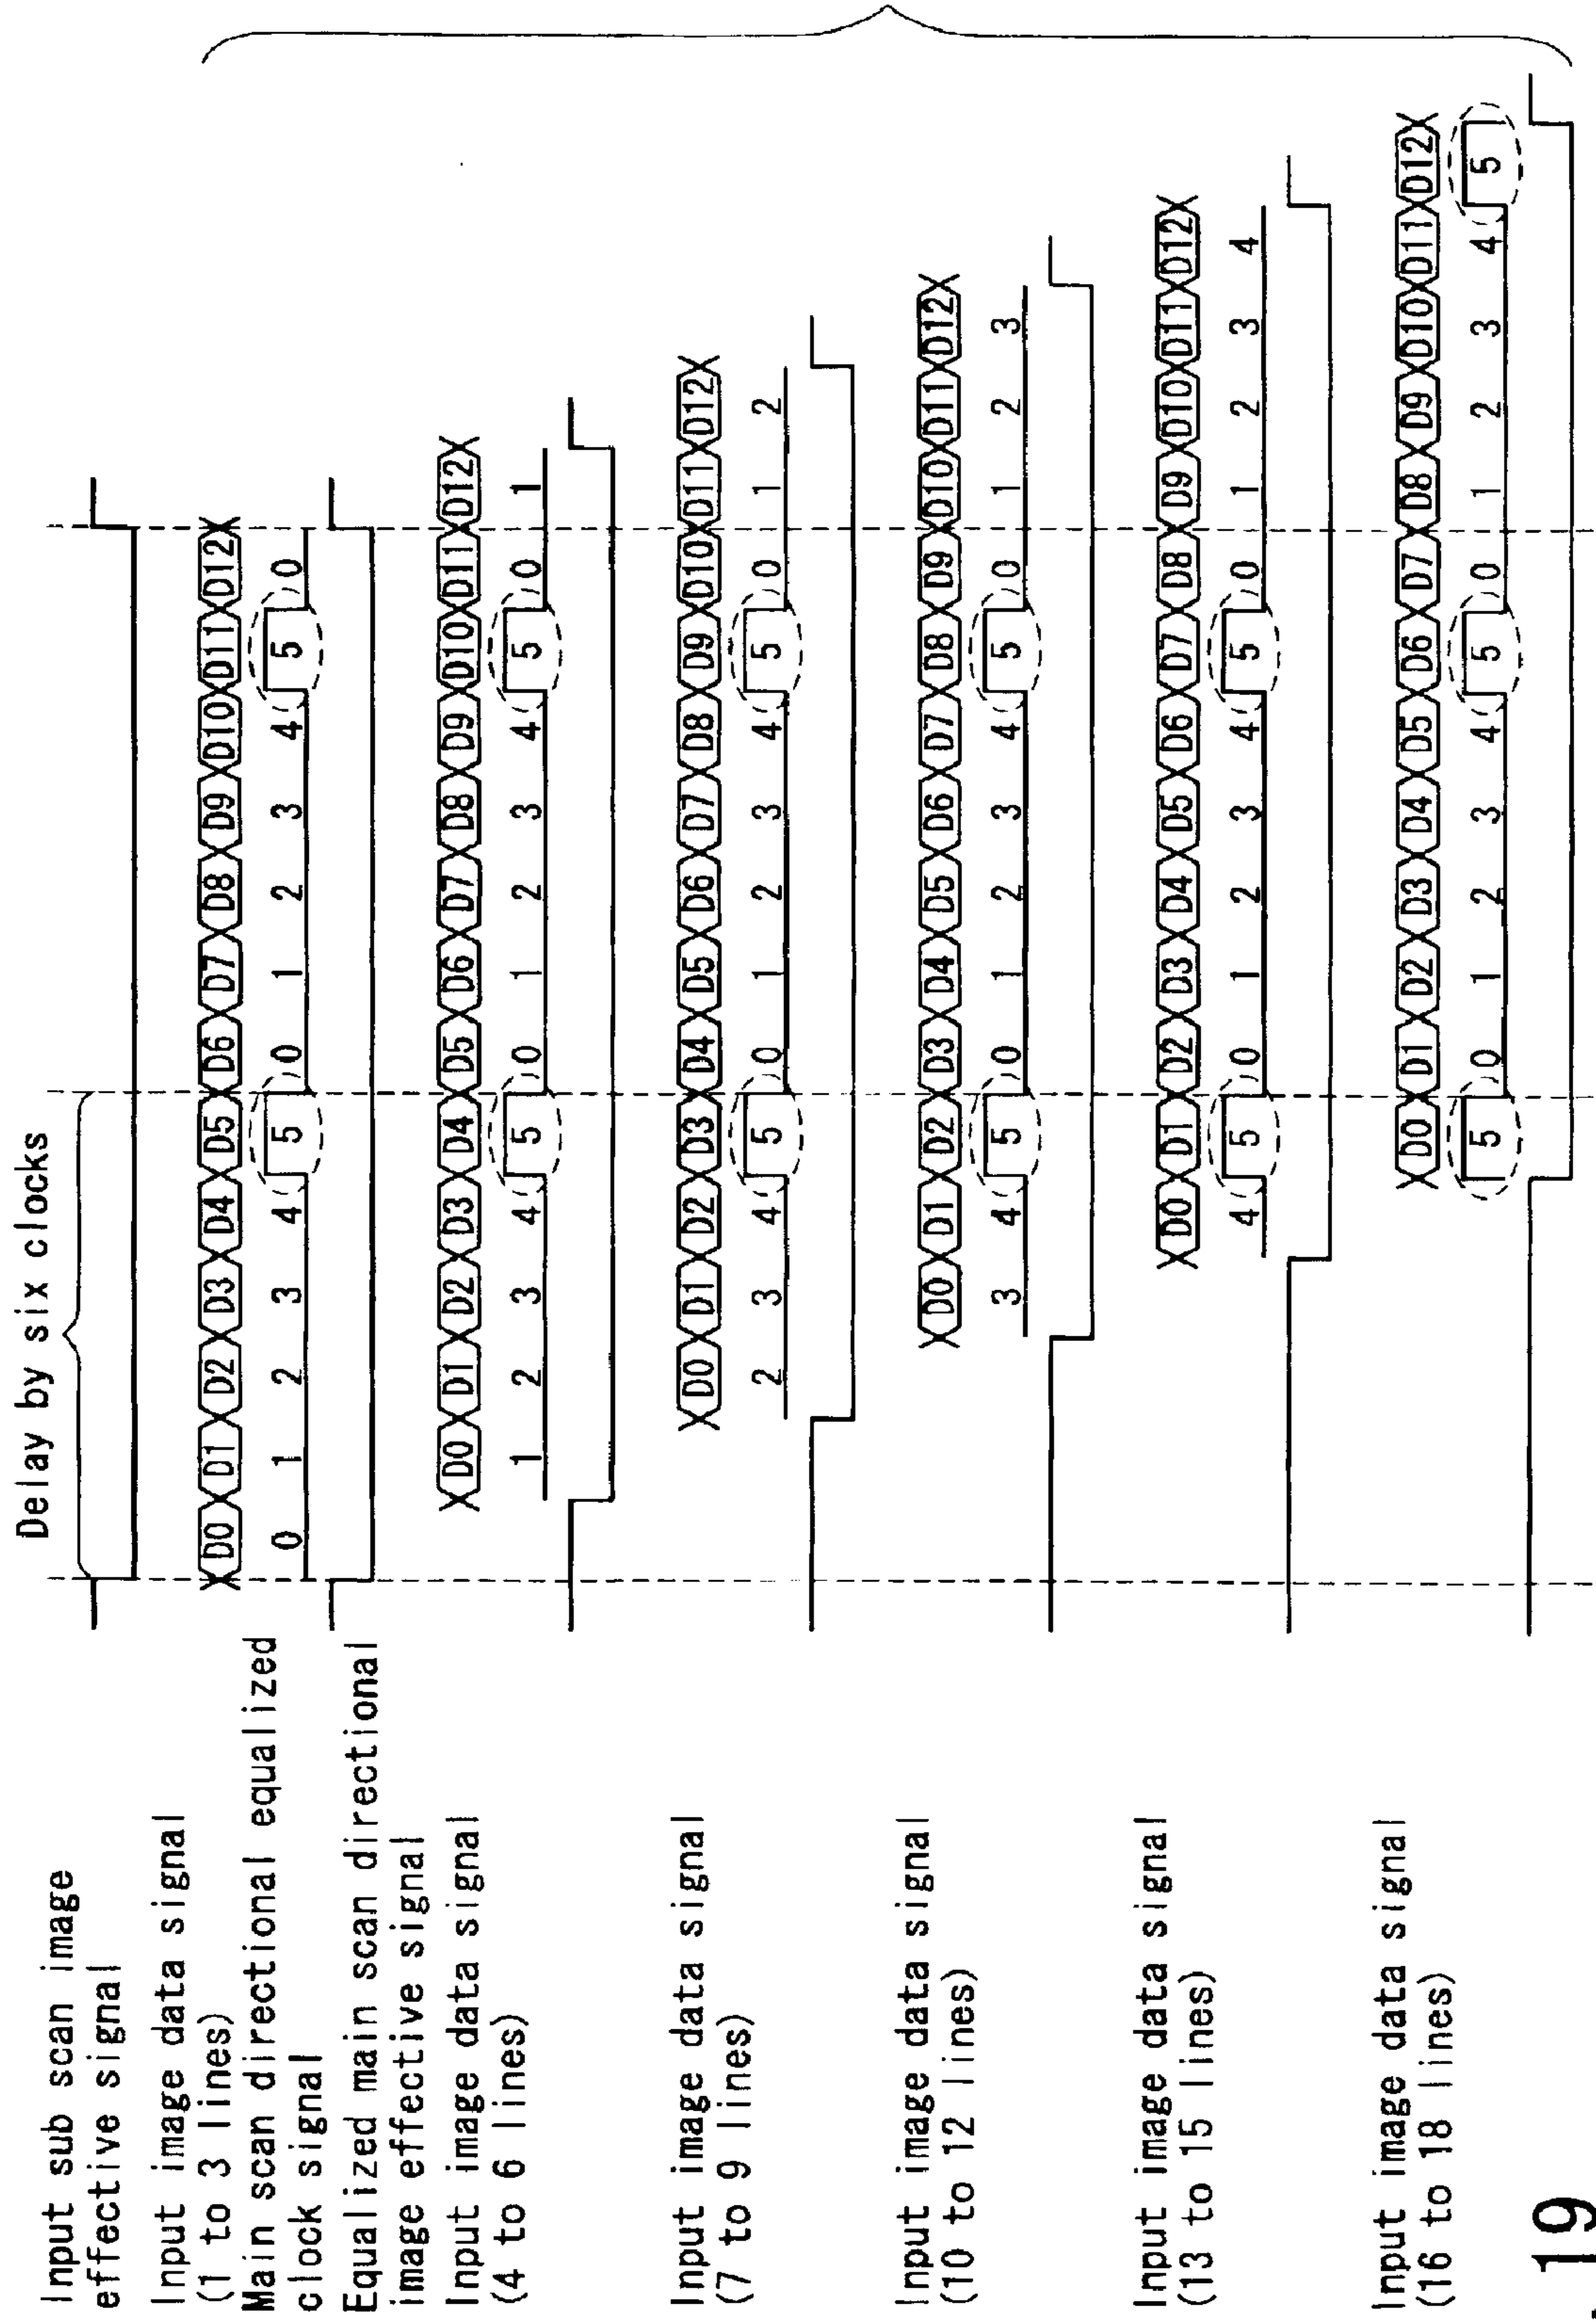 Delay by six clocks
Input sub scan image
effective signal
Input image data signal
(1 to 3 lines)
D0 D1 D2 D3 D4 D5 D6 D7 D8 D9 D10 D11 D12
Main scan directional equalized
clock signal
0 1 2 3 4 5 0 1 2 3 4 5 0
Equalized main scan directional
image effective signal
Input image data signal
(4 to 6 lines)
D0 D1 D2 D3 D4 D5 D6 D7 D8 D9 D10 D11 D12
1 2 3 4 5 0 1 2 3 4 5 0 1
Input image data signal
(7 to 9 lines)
D0 D1 D2 D3 D4 D5 D6 D7 D8 D9 D10 D11 D12
2 3 4 5 0 1 2 3 4 5 0 1 2
Input image data signal
(10 to 12 lines)
D0 D1 D2 D3 D4 D5 D6 D7 D8 D9 D10 D11 D12
3 4 5 0 1 2 3 4 5 0 1 2 3
Input image data signal
(13 to 15 lines)
D0 D1 D2 D3 D4 D5 D6 D7 D8 D9 D10 D11 D12
4 5 0 1 2 3 4 5 0 1 2 3 4
Input image data signal
(16 to 18 lines)
D0 D1 D2 D3 D4 D5 D6 D7 D8 D9 D10 D11 D12
5 0 1 2 3 4 5 0 1 2 3 4 5
19